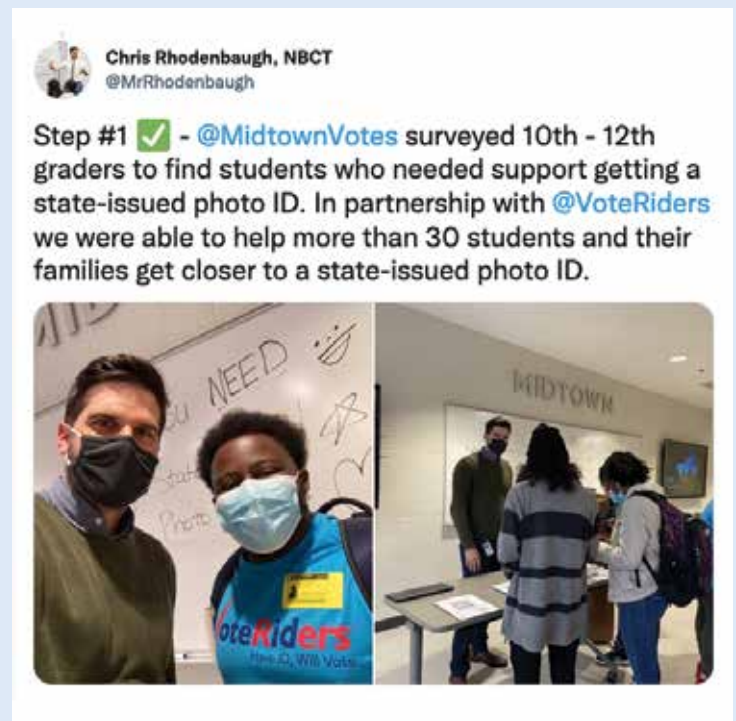 Chris Rhodenbaugh, NBCT
@MrRhodenbaugh
Step #1 ✅ - @MidtownVotes surveyed 10th - 12th
graders to find students who needed support getting a
state-issued photo ID. In partnership with @VoteRiders
we were able to help more than 30 students and their
families get closer to a state-issued photo ID.
MID
NEED
State
Photo
VoteRiders
Have ID, Will Vote.
MIDTOWN